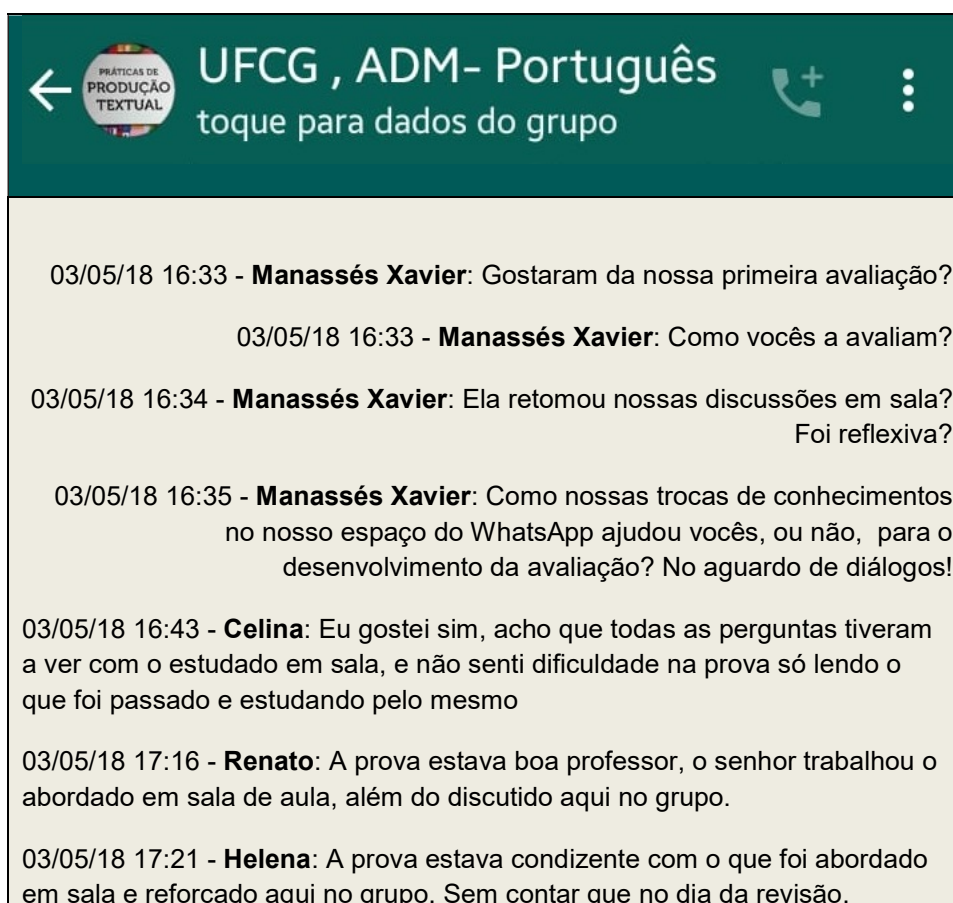 PRÁTICAS DE
PRODUÇÃO
TEXTUAL
UFCG , ADM- Português
toque para dados do grupo
03/05/18 16:33 - Manassés Xavier: Gostaram da nossa primeira avaliação?
03/05/18 16:33 - Manassés Xavier: Como vocês a avaliam?
03/05/18 16:34 - Manassés Xavier: Ela retomou nossas discussões em sala?
Foi reflexiva?
03/05/18 16:35 - Manassés Xavier: Como nossas trocas de conhecimentos
no nosso espaço do WhatsApp ajudou vocês, ou não, para o
desenvolvimento da avaliação? No aguardo de diálogos!
03/05/18 16:43 - Celina: Eu gostei sim, acho que todas as perguntas tiveram
a ver com o estudado em sala, e não senti dificuldade na prova só lendo o
que foi passado e estudando pelo mesmo
03/05/18 17:16 - Renato: A prova estava boa professor, o senhor trabalhou o
abordado em sala de aula, além do discutido aqui no grupo.
03/05/18 17:21 - Helena: A prova estava condizente com o que foi abordado
em sala e reforçado aqui no grupo. Sem contar que no dia da revisão,